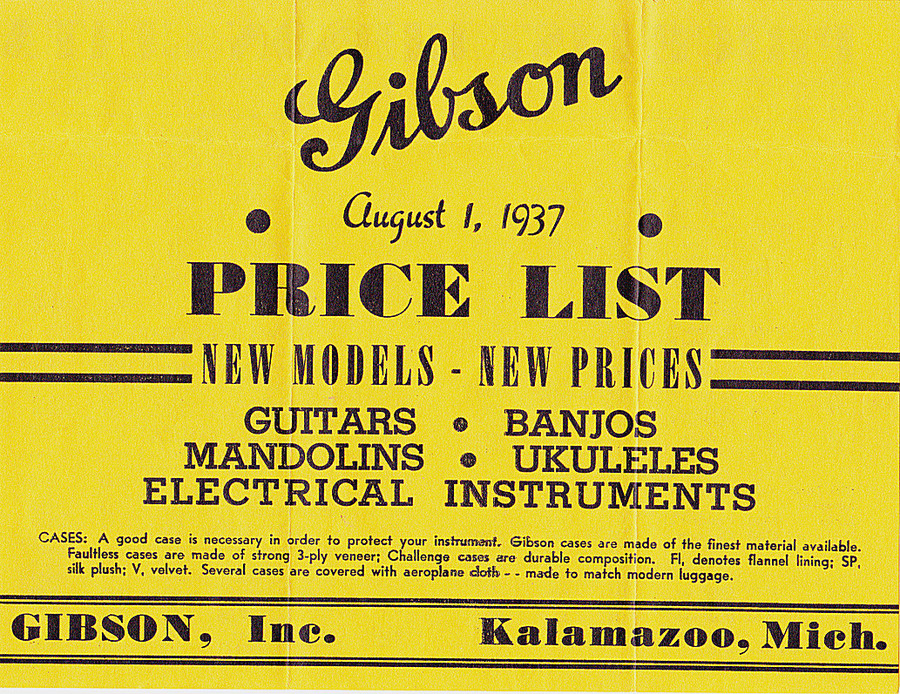 Gibson
August 1, 1937
PRICE LIST
NEW MODELS - NEW PRICES
GUITARS • BANJOS
MANDOLINS • UKULELES
ELECTRICAL INSTRUMENTS
CASES: A good case is necessary in order to protect your instrument. Gibson cases are made of the finest material available.
Faultless cases are made of strong 3-ply veneer; Challenge cases are durable composition. Fl, denotes flannel lining; SP,
silk plush; V, velvet. Several cases are covered with aeroplane cloth - - made to match modern luggage.
GIBSON, Inc. Kalamazoo, Mich.